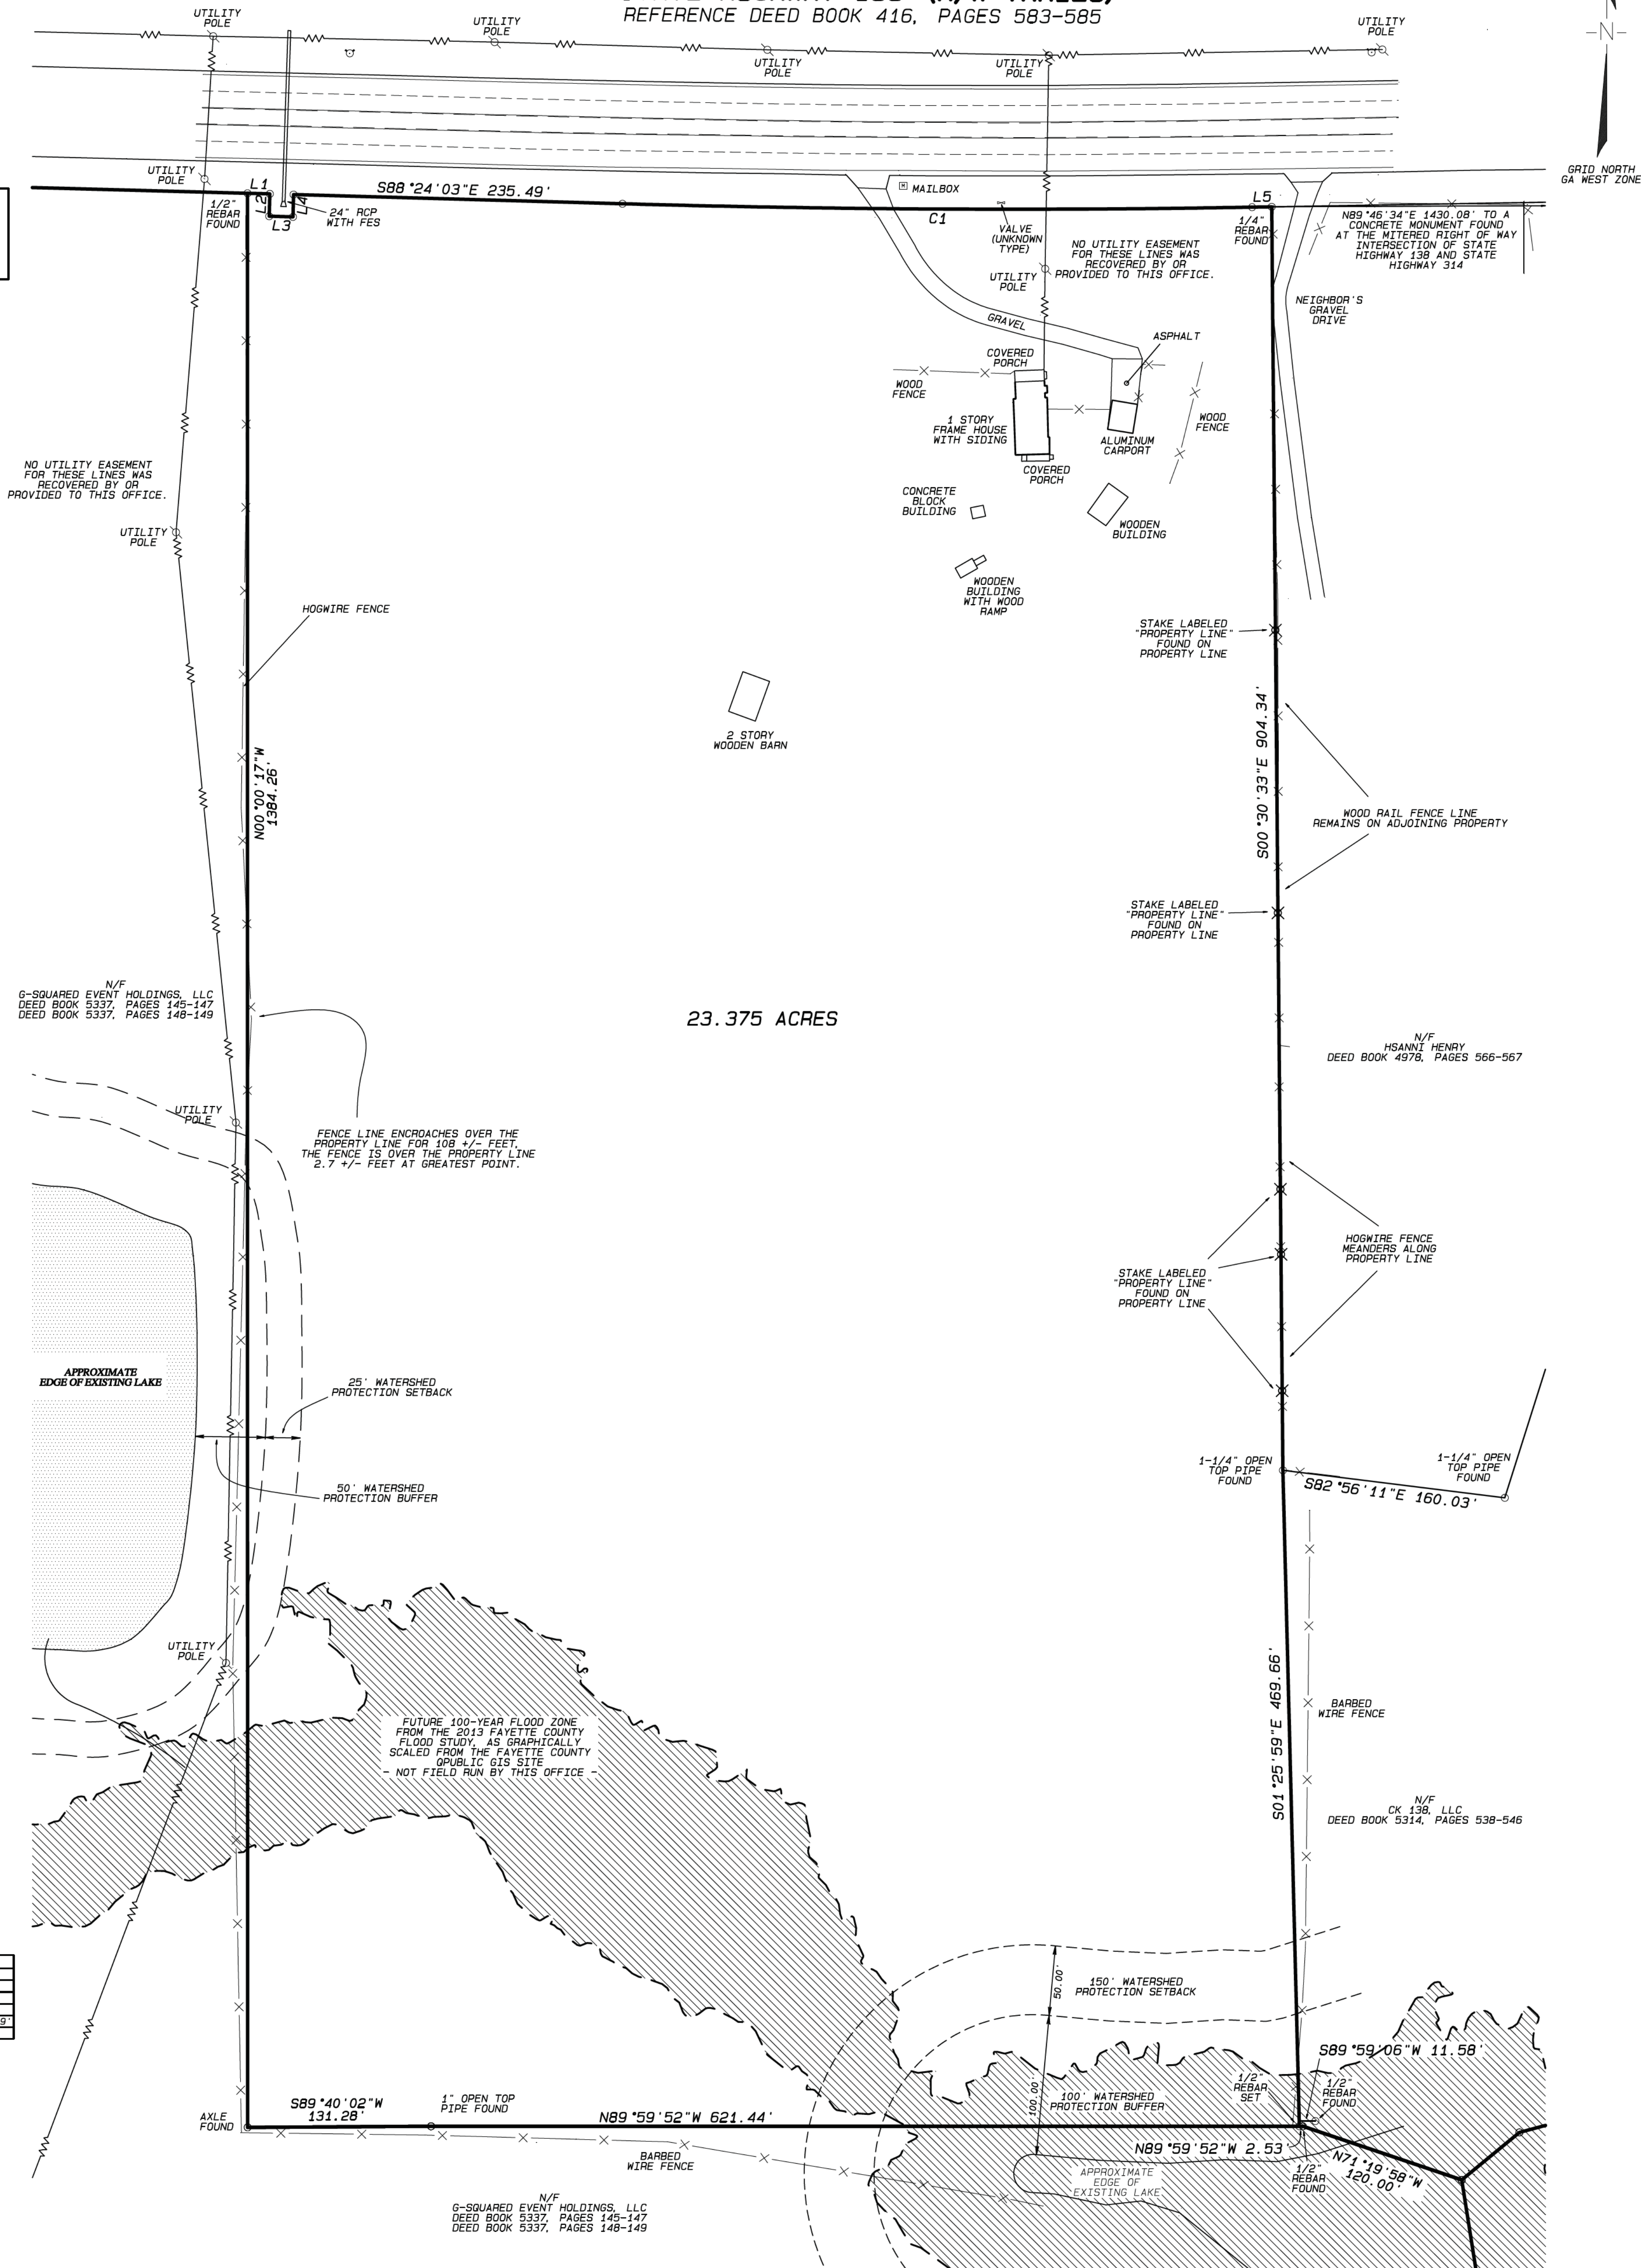 REFERENCE DEED BOOK 416, PAGES 583-585
UTILITY
POLE
UTILITY
POLE
UTILITY
POLE
UTILITY
POLE
UTILITY
POLE
-N-
GRID NORTH
GA WEST ZONE
UTILITY
POLE
L1
S88°24'03"E 235.49'
L2
L3
L4
1/2"
REBAR
FOUND
24" RCP
WITH FES
MAILBOX
C1
VALVE
(UNKNOWN
TYPE)
L5
1/4"
REBAR
FOUND
N89°46'34"E 1430.08' TO A
CONCRETE MONUMENT FOUND
AT THE MITERED RIGHT OF WAY
INTERSECTION OF STATE
HIGHWAY 138 AND STATE
HIGHWAY 314
NO UTILITY EASEMENT
FOR THESE LINES WAS
RECOVERED BY OR
PROVIDED TO THIS OFFICE.
UTILITY
POLE
NEIGHBOR'S
GRAVEL
DRIVE
GRAVEL
ASPHALT
COVERED
PORCH
WOOD
FENCE
1 STORY
FRAME HOUSE
WITH SIDING
ALUMINUM
CARPORT
WOOD
FENCE
COVERED
PORCH
CONCRETE
BLOCK
BUILDING
WOODEN
BUILDING
WOODEN
BUILDING
WITH WOOD
RAMP
NO UTILITY EASEMENT
FOR THESE LINES WAS
RECOVERED BY OR
PROVIDED TO THIS OFFICE.
UTILITY
POLE
HOGWIRE FENCE
STAKE LABELED
"PROPERTY LINE"
FOUND ON
PROPERTY LINE
2 STORY
WOODEN BARN
N00°00'17"W
1384.26'
S00°30'33"E 904.34'
WOOD RAIL FENCE LINE
REMAINS ON ADJOINING PROPERTY
STAKE LABELED
"PROPERTY LINE"
FOUND ON
PROPERTY LINE
N/F
G-SQUARED EVENT HOLDINGS, LLC
DEED BOOK 5337, PAGES 145-147
DEED BOOK 5337, PAGES 148-149
23.375 ACRES
N/F
HSANNI HENRY
DEED BOOK 4978, PAGES 566-567
UTILITY
POLE
FENCE LINE ENCROACHES OVER THE
PROPERTY LINE FOR 108 +/- FEET,
THE FENCE IS OVER THE PROPERTY LINE
2.7 +/- FEET AT GREATEST POINT.
HOGWIRE FENCE
MEANDERS ALONG
PROPERTY LINE
STAKE LABELED
"PROPERTY LINE"
FOUND ON
PROPERTY LINE
APPROXIMATE
EDGE OF EXISTING LAKE
25' WATERSHED
PROTECTION SETBACK
50' WATERSHED
PROTECTION BUFFER
1-1/4" OPEN
TOP PIPE
FOUND
1-1/4" OPEN
TOP PIPE
FOUND
S82°56'11"E 160.03'
UTILITY
POLE
S01°25'59"E 469.66'
BARBED
WIRE FENCE
FUTURE 100-YEAR FLOOD ZONE
FROM THE 2013 FAYETTE COUNTY
FLOOD STUDY, AS GRAPHICALLY
SCALED FROM THE FAYETTE COUNTY
QPUBLIC GIS SITE
- NOT FIELD RUN BY THIS OFFICE -
N/F
CK 138, LLC
DEED BOOK 5314, PAGES 538-546
50.00'
150' WATERSHED
PROTECTION SETBACK
9'
S89°59'06"W 11.58'
1/2"
REBAR
SET
1/2"
REBAR
FOUND
100.00'
100' WATERSHED
PROTECTION BUFFER
S89°40'02"W
131.28'
1" OPEN TOP
PIPE FOUND
AXLE
FOUND
N89°59'52"W 621.44'
N89°59'52"W 2.53'
BARBED
WIRE FENCE
APPROXIMATE
EDGE OF
EXISTING LAKE
1/2"
REBAR
FOUND
N71°19'58"W
120.00'
N/F
G-SQUARED EVENT HOLDINGS, LLC
DEED BOOK 5337, PAGES 145-147
DEED BOOK 5337, PAGES 148-149